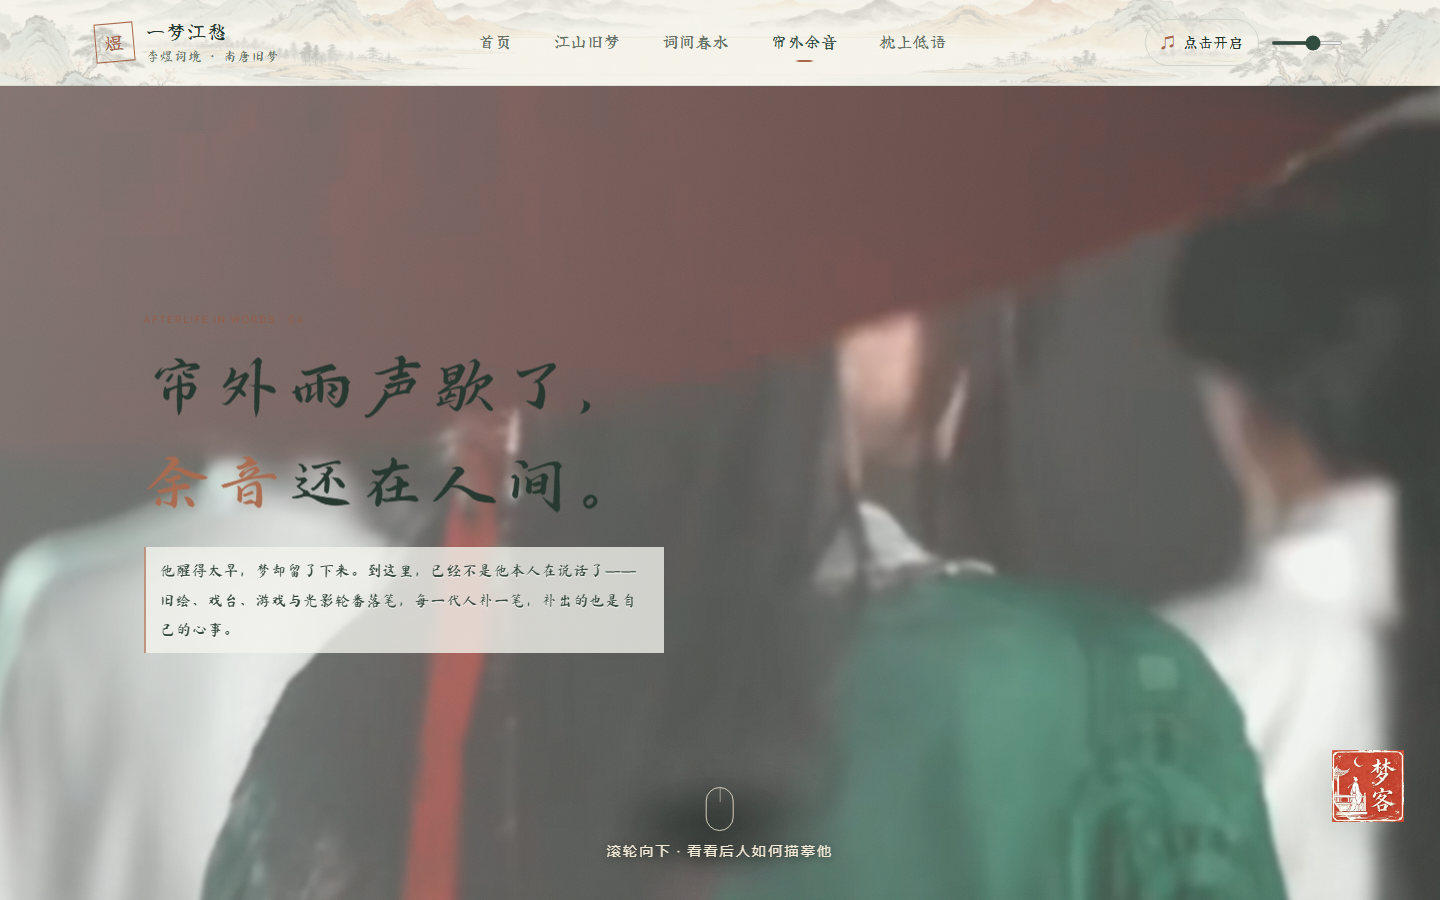 煜
一梦江愁
李煜词境 · 南唐旧梦
首页
江山旧梦
词间春水
帘外余音
枕上低语
点击开启
帘外雨声歇了，
余音还在人间。
他醒得太早，梦却留了下来。到这里，已经不是他本人在说话了——
旧绘、戏台、游戏与光影轮番落笔，每一代人补一笔，补出的也是自
己的心事。
滚轮向下 · 看看后人如何描摹他
梦客